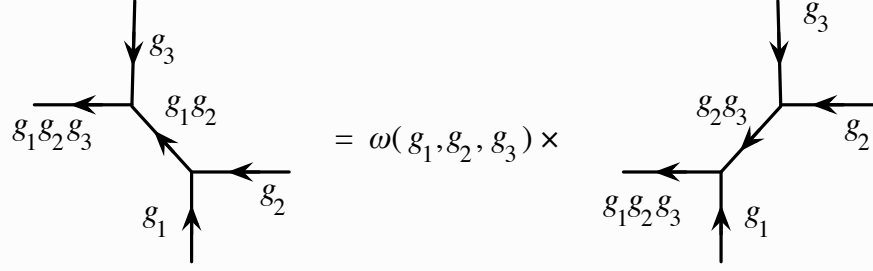 g₃
g₁g₂g₃
g₁g₂
g₂
g₁
= ω( g₁,g₂, g₃) ×
g₃
g₂g₃
g₂
g₁g₂g₃
g₁